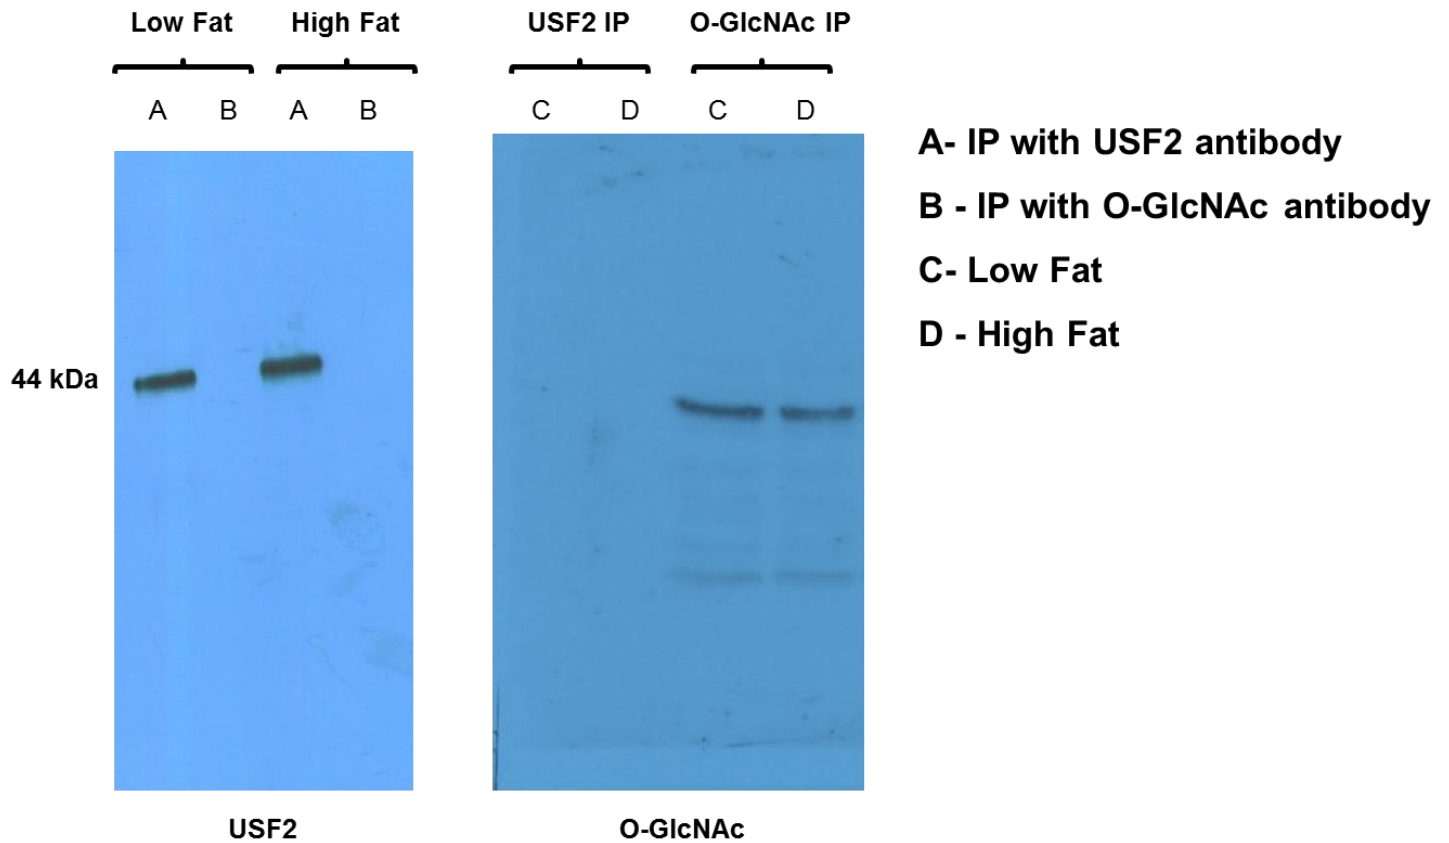 Low Fat High Fat USF2 IP O-GlcNAc IP
A B A B C D C D
A- IP with USF2 antibody
B - IP with O-GlcNAc antibody
C- Low Fat
D - High Fat
44 kDa
USF2 O-GlcNAc